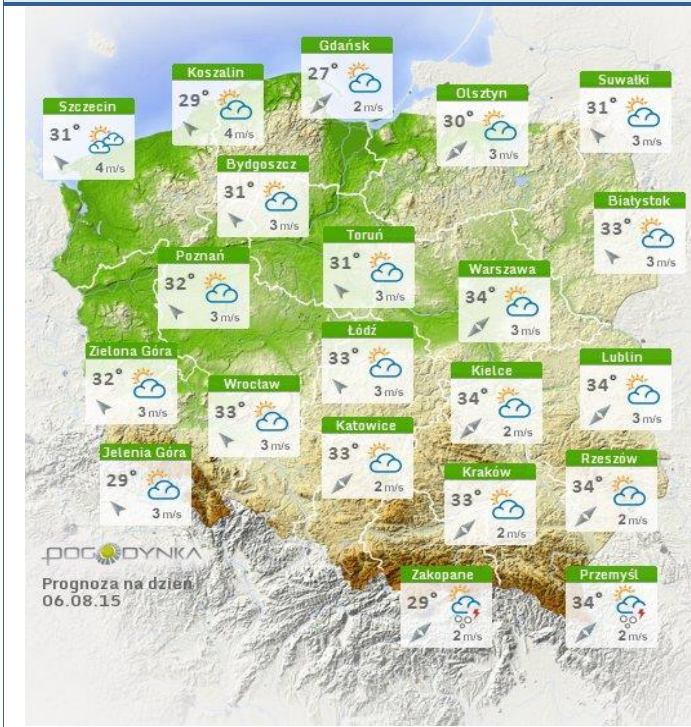 Gdańsk
27°
2 m/s
Koszalin
29°
4 m/s
Szczecin
31°
4 m/s
Olsztyn
30°
3 m/s
Suwałki
31°
3 m/s
Bydgoszcz
31°
3 m/s
Białystok
33°
3 m/s
Toruń
31°
3 m/s
Poznań
32°
3 m/s
Warszawa
34°
3 m/s
Łódź
33°
3 m/s
Zielona Góra
32°
3 m/s
Wrocław
33°
3 m/s
Kielce
34°
2 m/s
Lublin
34°
3 m/s
Katowice
33°
2 m/s
Jelenia Góra
29°
3 m/s
Kraków
33°
2 m/s
Rzeszów
34°
2 m/s
POGODYNKA
Prognoza na dzień
06.08.15
Zakopane
29°
2 m/s
Przemyśl
34°
2 m/s